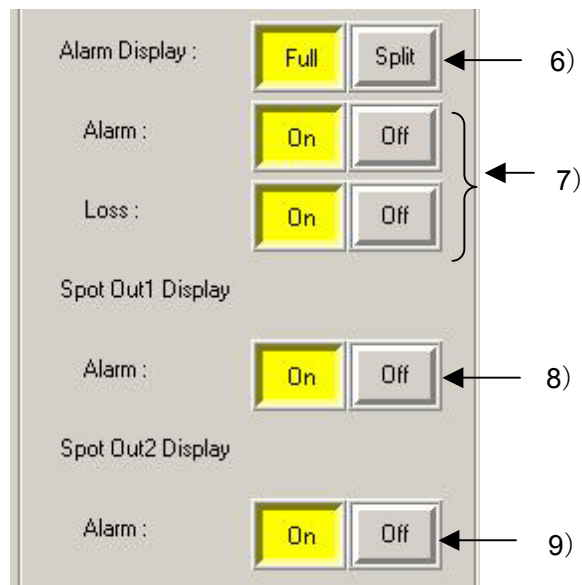 Alarm Display : Full Split 6)
Alarm : On Off
7)
Loss : On Off
Spot Out1 Display
Alarm : On Off 8)
Spot Out2 Display
Alarm : On Off 9)